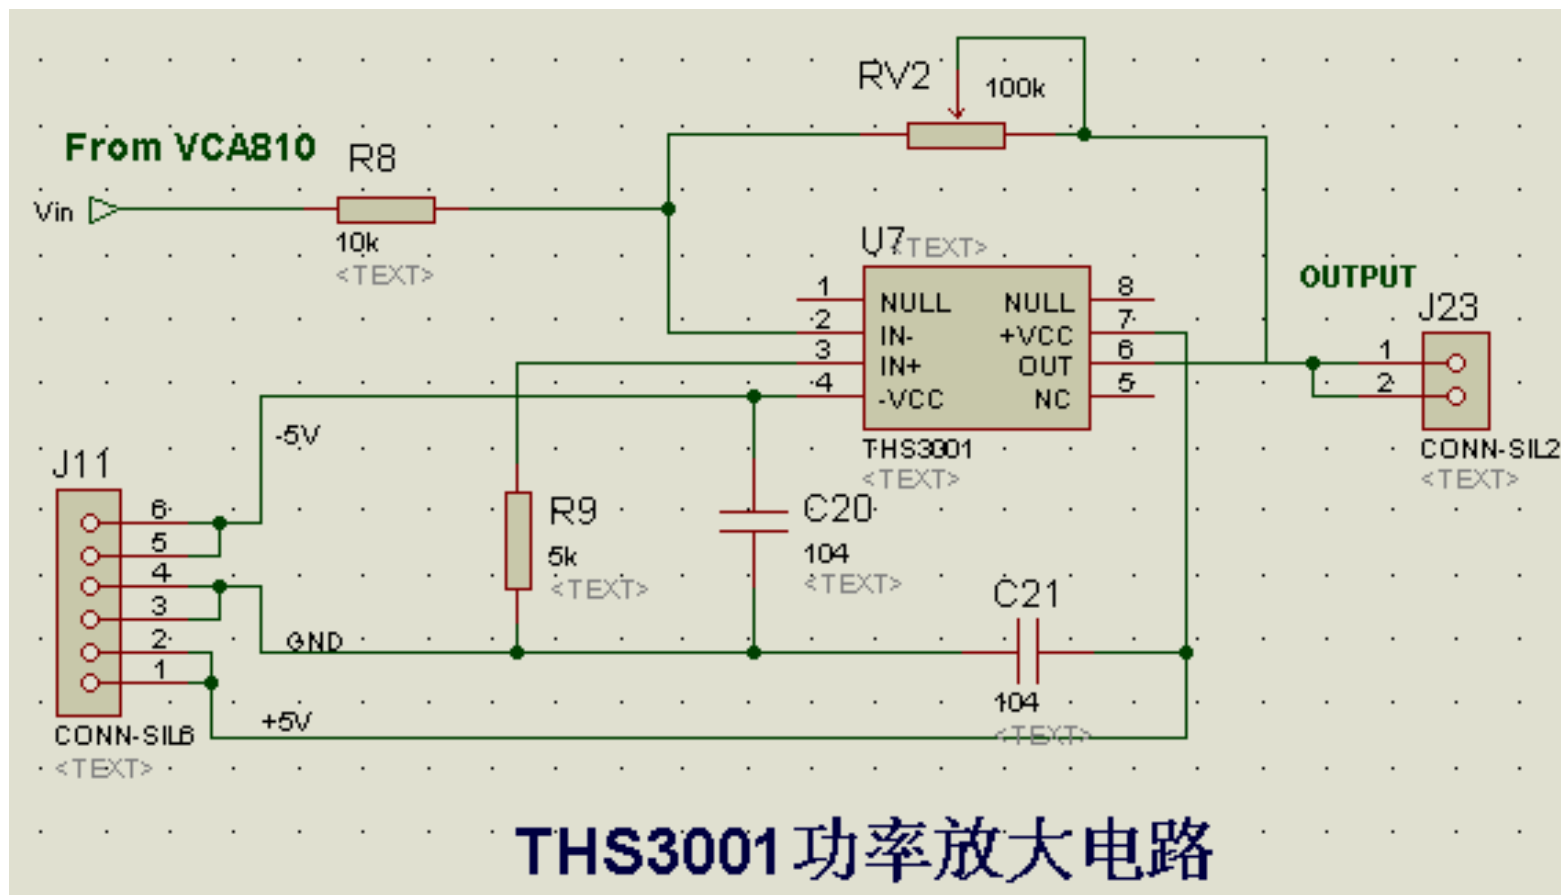 RV2
100k
From VCA810
R8
Vin
10k
<TEXT>
U7
<TEXT>
1
NULL
NULL
8
2
IN-
+VCC
7
3
IN+
OUT
6
4
-VCC
NC
5
THS3001
<TEXT>
OUTPUT
J23
1
2
CONN-SIL2
<TEXT>
-5V
J11
6
5
4
3
2
1
CONN-SIL6
<TEXT>
R9
5k
<TEXT>
C20
104
<TEXT>
C21
104
<TEXT>
GND
+5V
THS3001功率放大电路